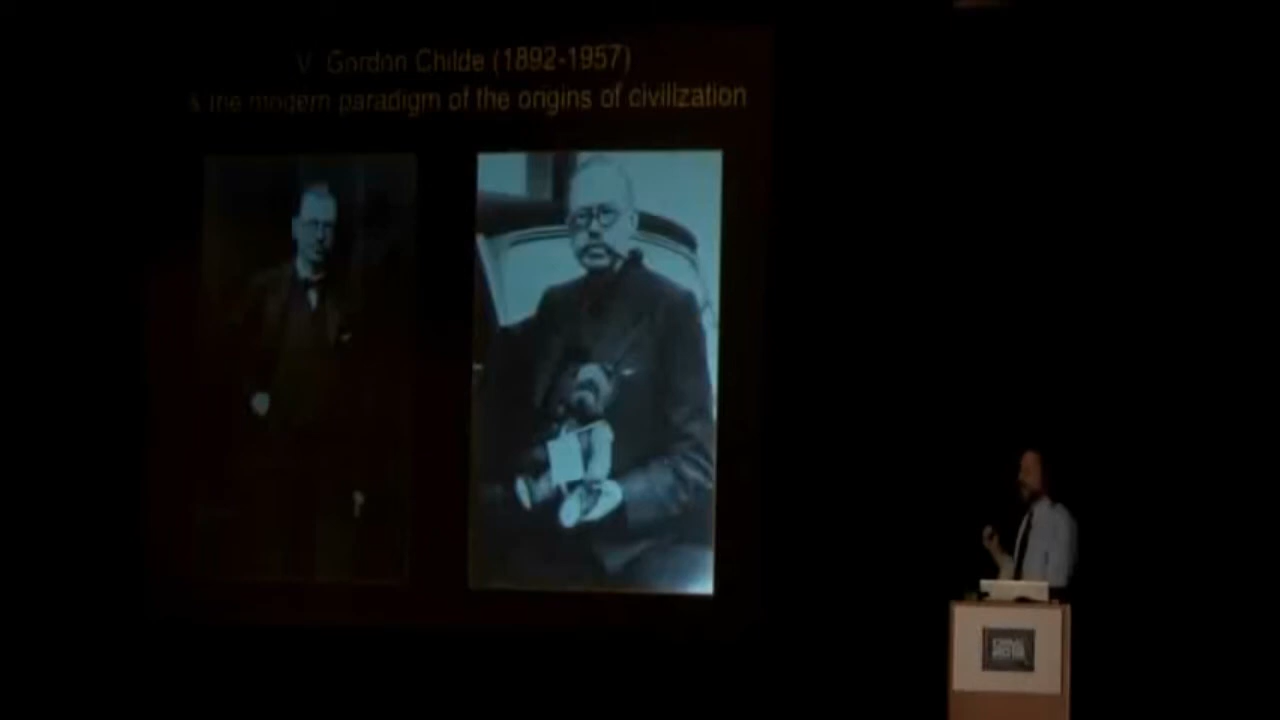 V. Gordon Childe (1892-1957)
& the modern paradigm of the origins of civilization